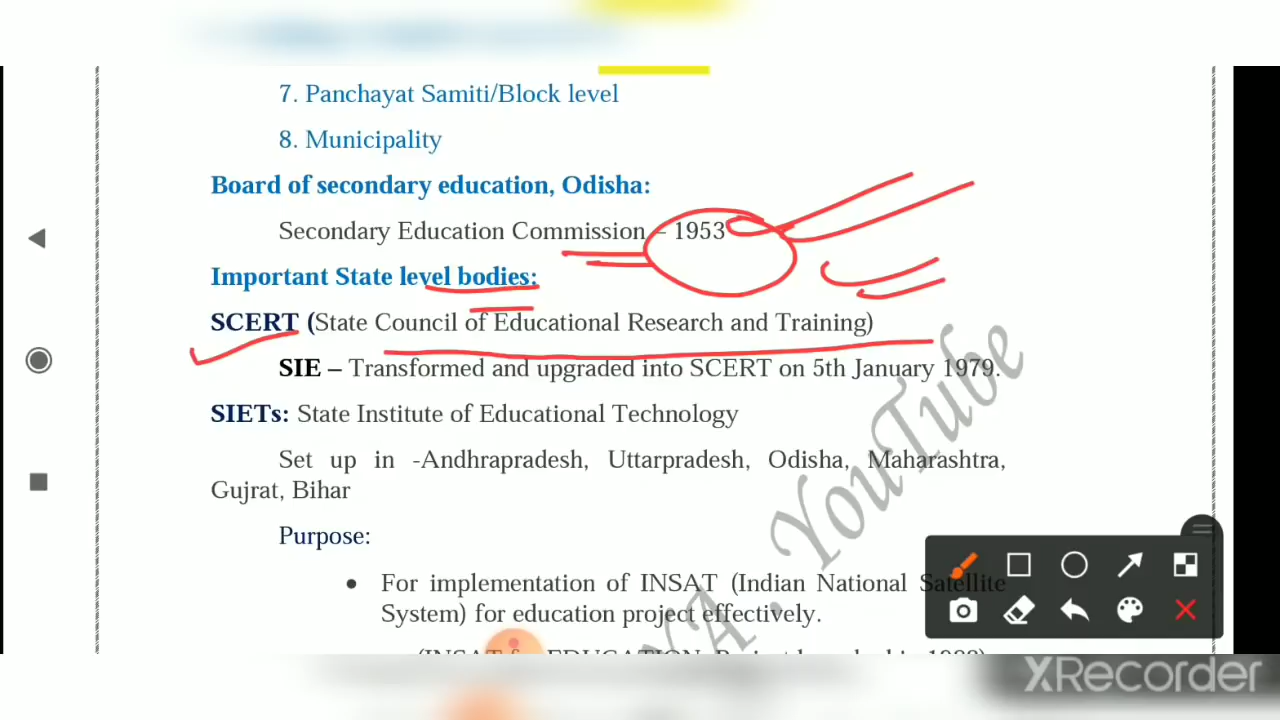 7. Panchayat Samiti/Block level
8. Municipality
Board of secondary education, Odisha:
Secondary Education Commission – 1953
Important State level bodies:
SCERT (State Council of Educational Research and Training)
SIE – Transformed and upgraded into SCERT on 5th January 1979.
SIETs: State Institute of Educational Technology
Set up in -Andhrapradesh, Uttarpradesh, Odisha, Maharashtra,
Gujrat, Bihar
Purpose:
• For implementation of INSAT (Indian National Satellite
System) for education project effectively.
. YouTube
XRecorder